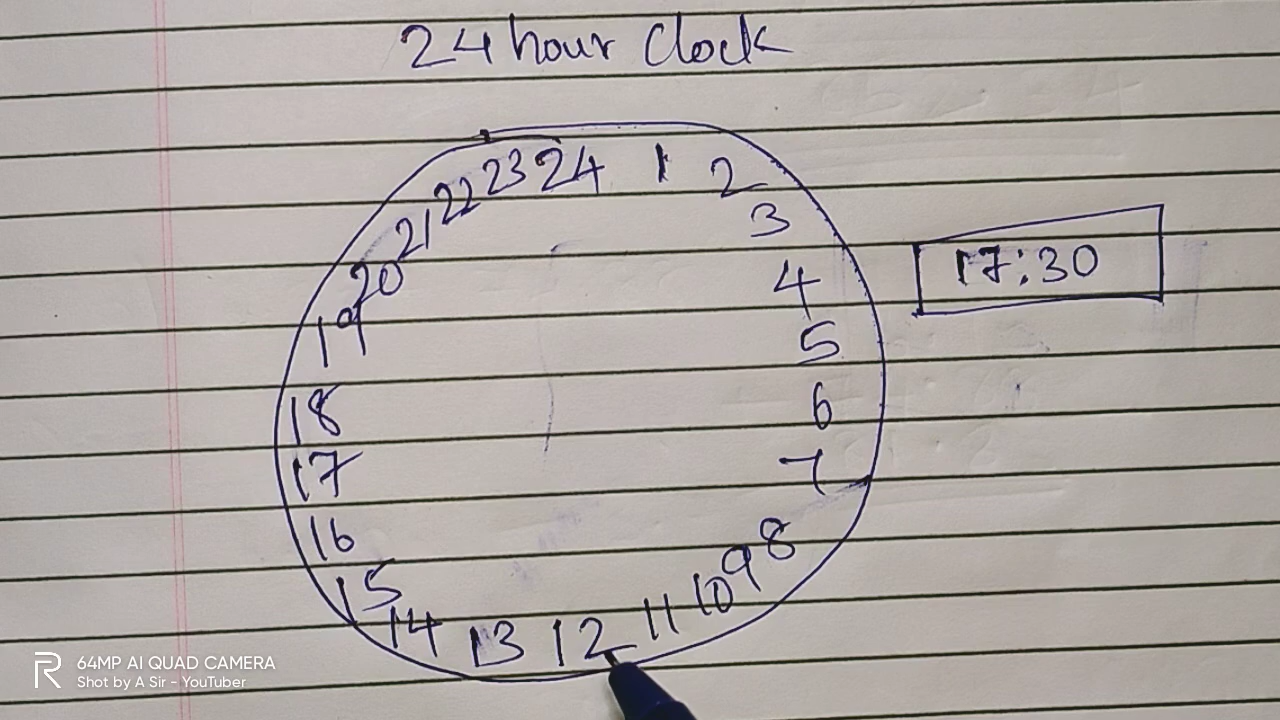 24 hour Clock
23 24 1 2
22
21 3
20 4
19 5
18 6
17 7
16 8
15 9
14 13 12 11 10
17:30
64MP AI QUAD CAMERA
Shot by A Sir - YouTuber